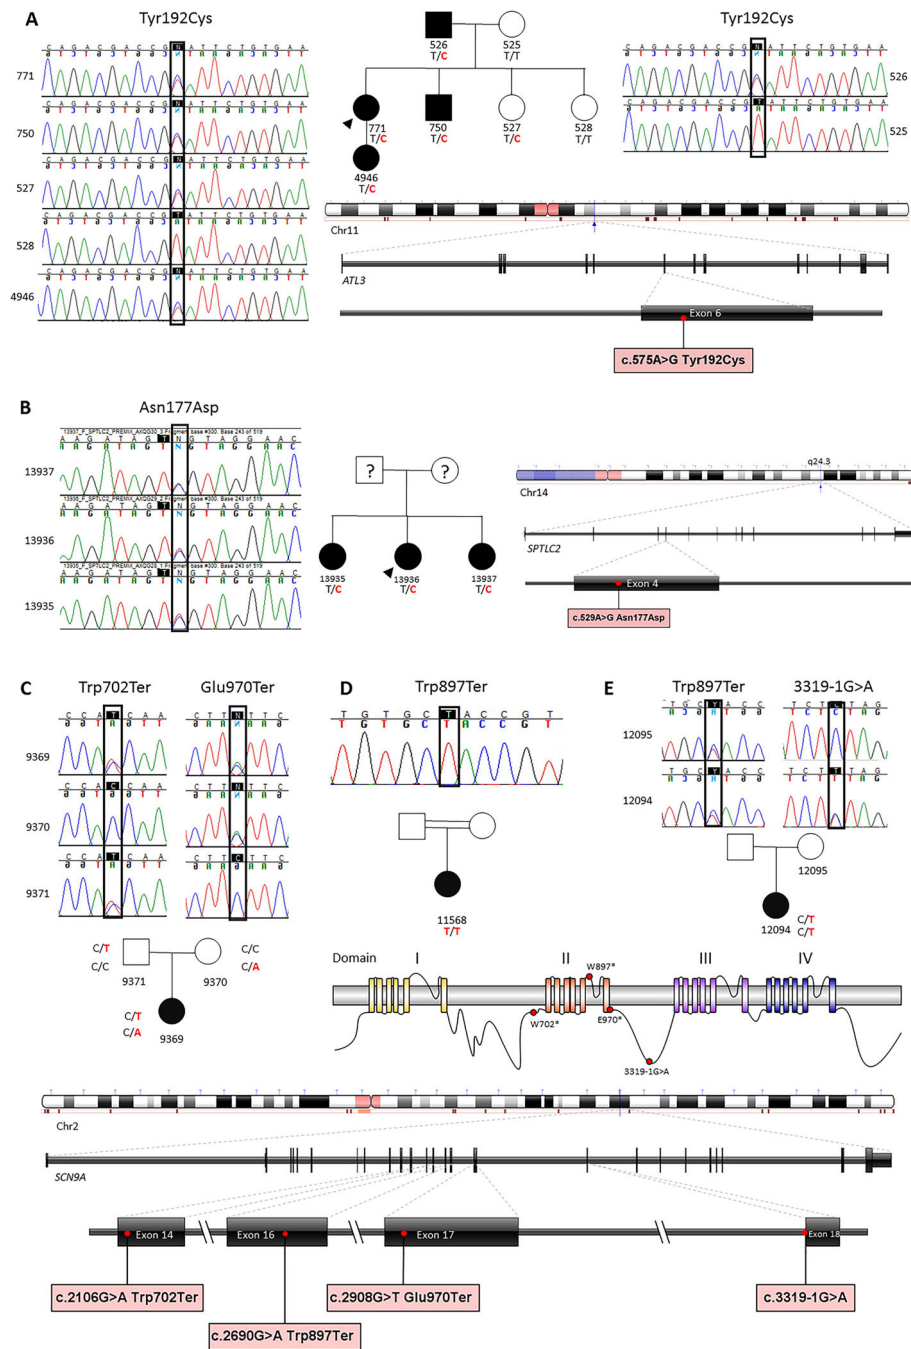 A
Tyr192Cys
C A G A C G A C C G N A T T C T G T G A A
771
750
527
528
4946
526
T/C
525
T/T
771
T/C
750
T/C
527
T/C
528
T/T
4946
T/C
Tyr192Cys
C A G A C G A C C G N A T T C T G T G A A
526
525
Chr11
ATL3
Exon 6
c.575A>G Tyr192Cys
B
Asn177Asp
A A G A T A G T N G T A G G A A C
13937
13936
13935
?
?
13935
T/C
13936
T/C
13937
T/C
q24.3
Chr14
SPTLC2
Exon 4
c.529A>G Asn177Asp
C
Trp702Ter
Glu970Ter
C C A T C A A
C T T N T T C
9369
C C A C C A A
C T T N T T C
9370
C C A T C A A
C T T C T T C
9371
C/T
C/C
9371
9370
C/C
C/A
C/T
C/A
9369
D
Trp897Ter
T G T G C T A C C G T
T G T G C T A C C G T
11568
T/T
E
Trp897Ter
3319-1G>A
T G C Y A C C
12095
T C T C T A G
A G C Y A C C
12094
T C T T T A G
12095
12094
C/T
C/T
Domain
I
II
III
IV
W897*
W702*
E970*
3319-1G>A
Chr2
SCN9A
Exon 14
Exon 16
Exon 17
Exon 18
c.2106G>A Trp702Ter
c.2690G>A Trp897Ter
c.2908G>T Glu970Ter
c.3319-1G>A